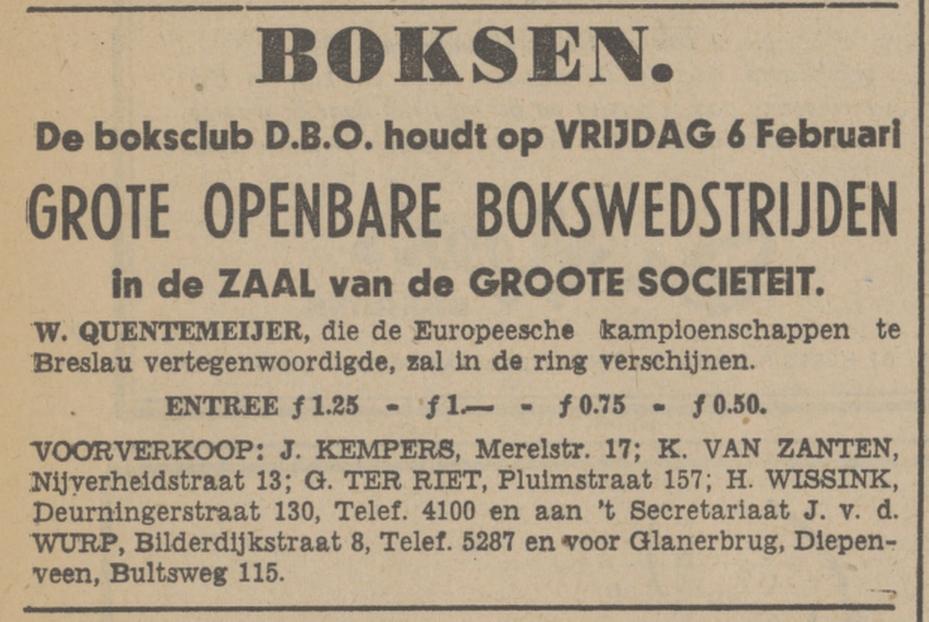 BOKSEN.
De boksclub D.B.O. houdt op VRIJDAG 6 Februari
GROTE OPENBARE BOKSWEDSTRIJDEN
in de ZAAL van de GROOTE SOCIETEIT.
W. QUENTEMEIJER, die de Europeesche kampioenschappen te
Breslau vertegenwoordigde, zal in de ring verschijnen.
ENTREE f 1.25 - f 1.— - f 0.75 - f 0.50.
VOORVERKOOP: J. KEMPERS, Merelstr. 17; K. VAN ZANTEN,
Nijverheidstraat 13; G. TER RIET, Pluimstraat 157; H. WISSINK,
Deurningerstraat 130, Telef. 4100 en aan 't Secretariaat J. v. d.
WURP, Bilderdijkstraat 8, Telef. 5287 en voor Glanerbrug, Diepen-
veen, Bultsweg 115.